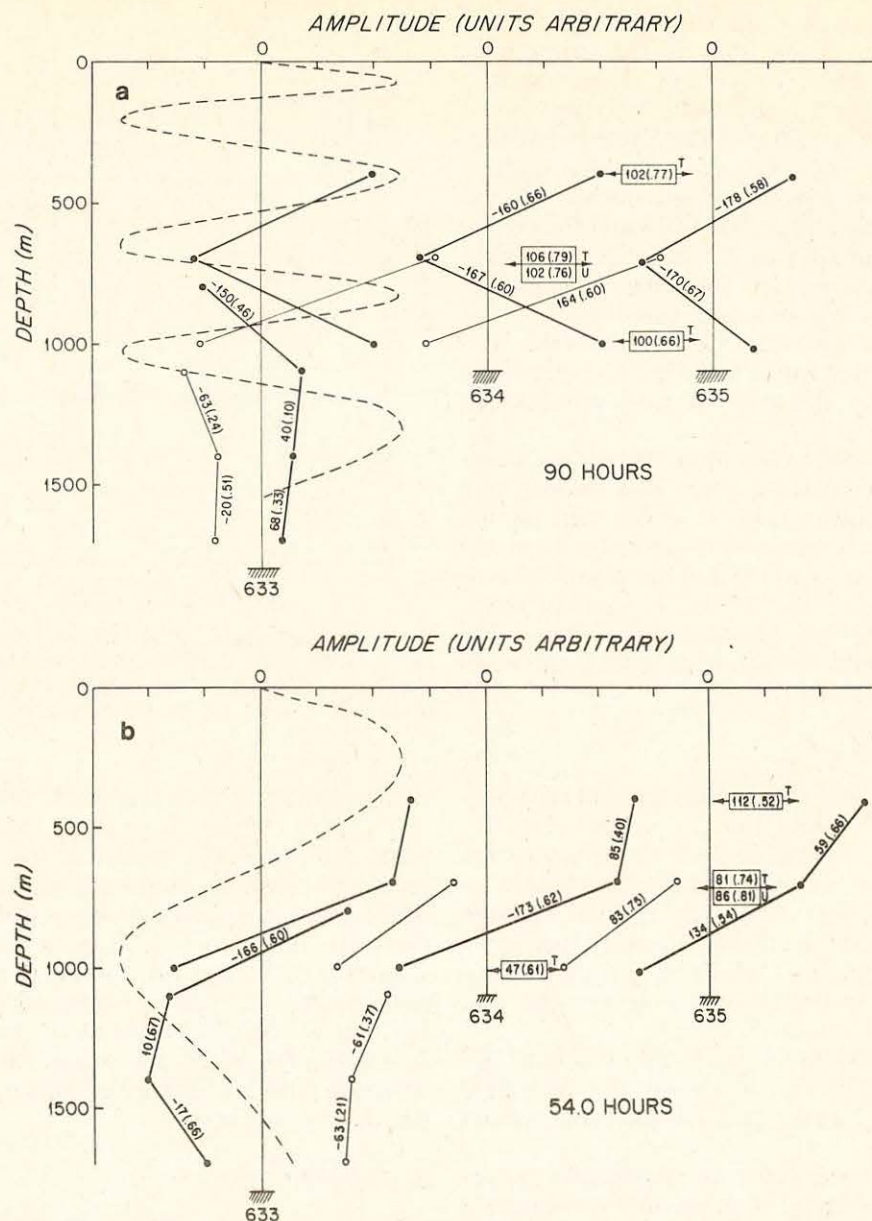 AMPLITUDE (UNITS ARBITRARY)
0 0 0
0
a
500
1000
1500
DEPTH (m)
102(.77) T
-160(.66)
-178(.58)
106(.79) T
102(.76) U
-167(.60)
164(.60)
-170(.67)
-150(.46)
100(.66) T
634
635
-63(.24)
40(.10)
90 HOURS
-20(.51)
68(.33)
633
AMPLITUDE (UNITS ARBITRARY)
0 0 0
0
b
500
1000
1500
DEPTH (m)
112(.52) T
85(.40)
59(.66)
81(.74) T
86(.81) U
-173(.62)
83(.75)
134(.54)
-166(.60)
47(.61) T
634
635
10(.67)
-61(.37)
54.0 HOURS
-17(.66)
-63(.21)
633